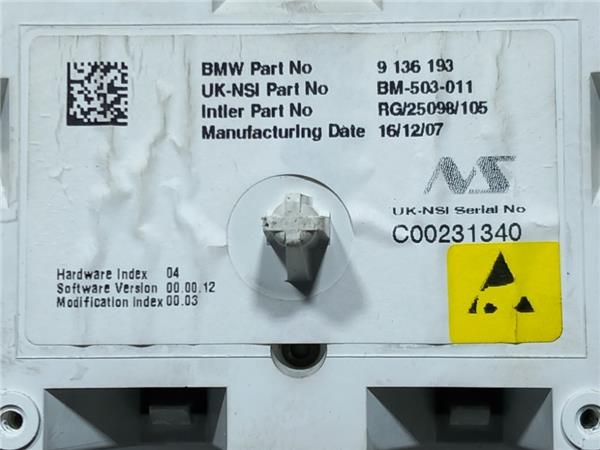 BMW Part No 9 136 193
UK-NSI Part No BM-503-011
Intier Part No RG/25098/105
Manufacturing Date 16/12/07
NS
UK-NSI Serial No
C00231340
Hardware Index 04
Software Version 00.00.12
Modification Index 00.03